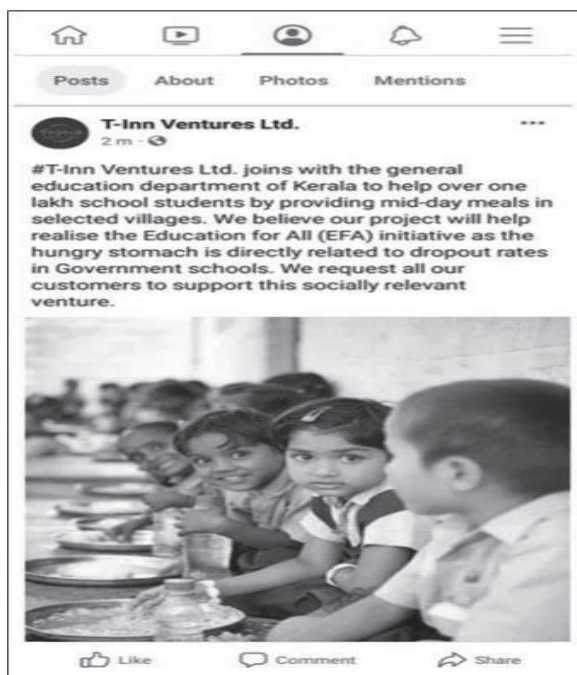 Posts About Photos Mentions
T-Inn Ventures Ltd.
2 m ·
#T-Inn Ventures Ltd. joins with the general
education department of Kerala to help over one
lakh school students by providing mid-day meals in
selected villages. We believe our project will help
realise the Education for All (EFA) initiative as the
hungry stomach is directly related to dropout rates
in Government schools. We request all our
customers to support this socially relevant
venture.
Like Comment Share